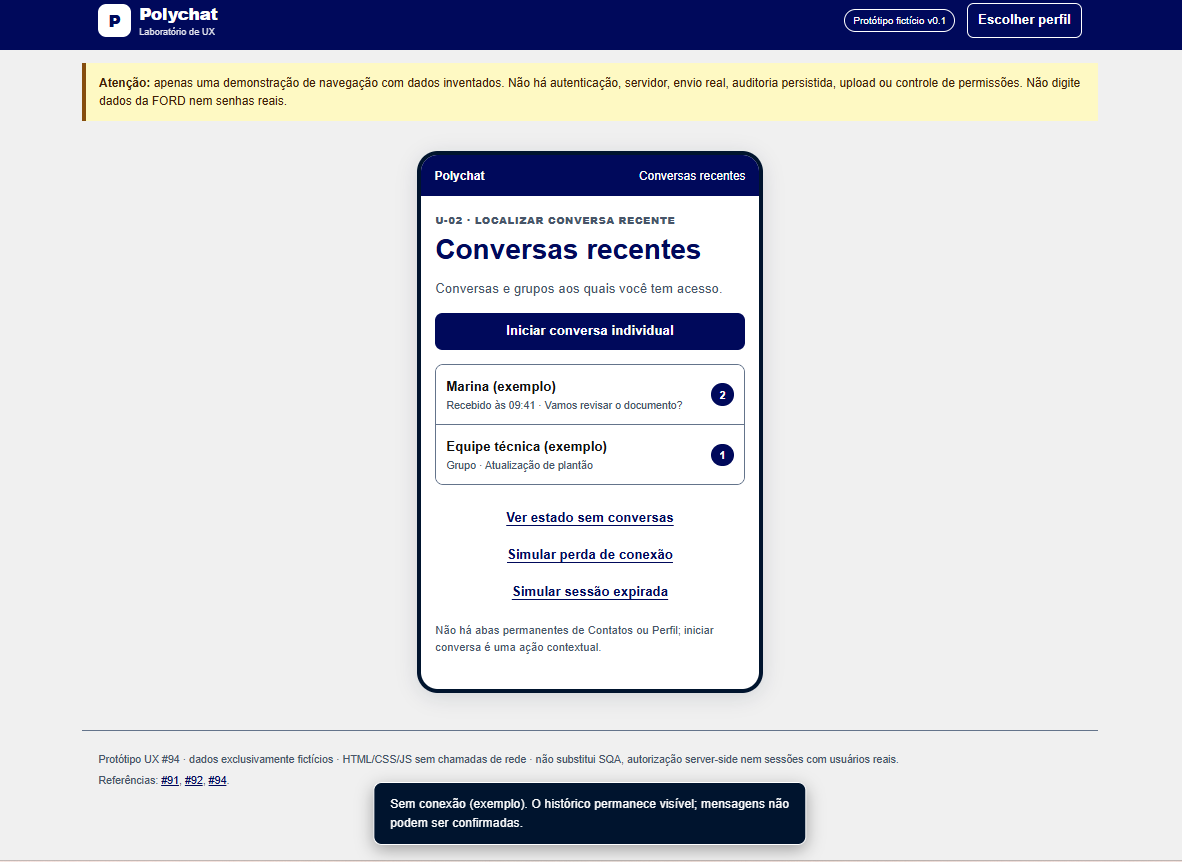 P
Polychat
Laboratório de UX
Protótipo fictício v0.1
Escolher perfil
Atenção: apenas uma demonstração de navegação com dados inventados. Não há autenticação, servidor, envio real, auditoria persistida, upload ou controle de permissões. Não digite
dados da FORD nem senhas reais.
Polychat
Conversas recentes
U-02 · LOCALIZAR CONVERSA RECENTE
Conversas recentes
Conversas e grupos aos quais você tem acesso.
Iniciar conversa individual
Marina (exemplo)
Recebido às 09:41 · Vamos revisar o documento?
2
Equipe técnica (exemplo)
Grupo · Atualização de plantão
1
Ver estado sem conversas
Simular perda de conexão
Simular sessão expirada
Não há abas permanentes de Contatos ou Perfil; iniciar
conversa é uma ação contextual.
Protótipo UX #94 · dados exclusivamente fictícios · HTML/CSS/JS sem chamadas de rede · não substitui SQA, autorização server-side nem sessões com usuários reais.
Referências: #91, #92, #94.
Sem conexão (exemplo). O histórico permanece visível; mensagens não
podem ser confirmadas.